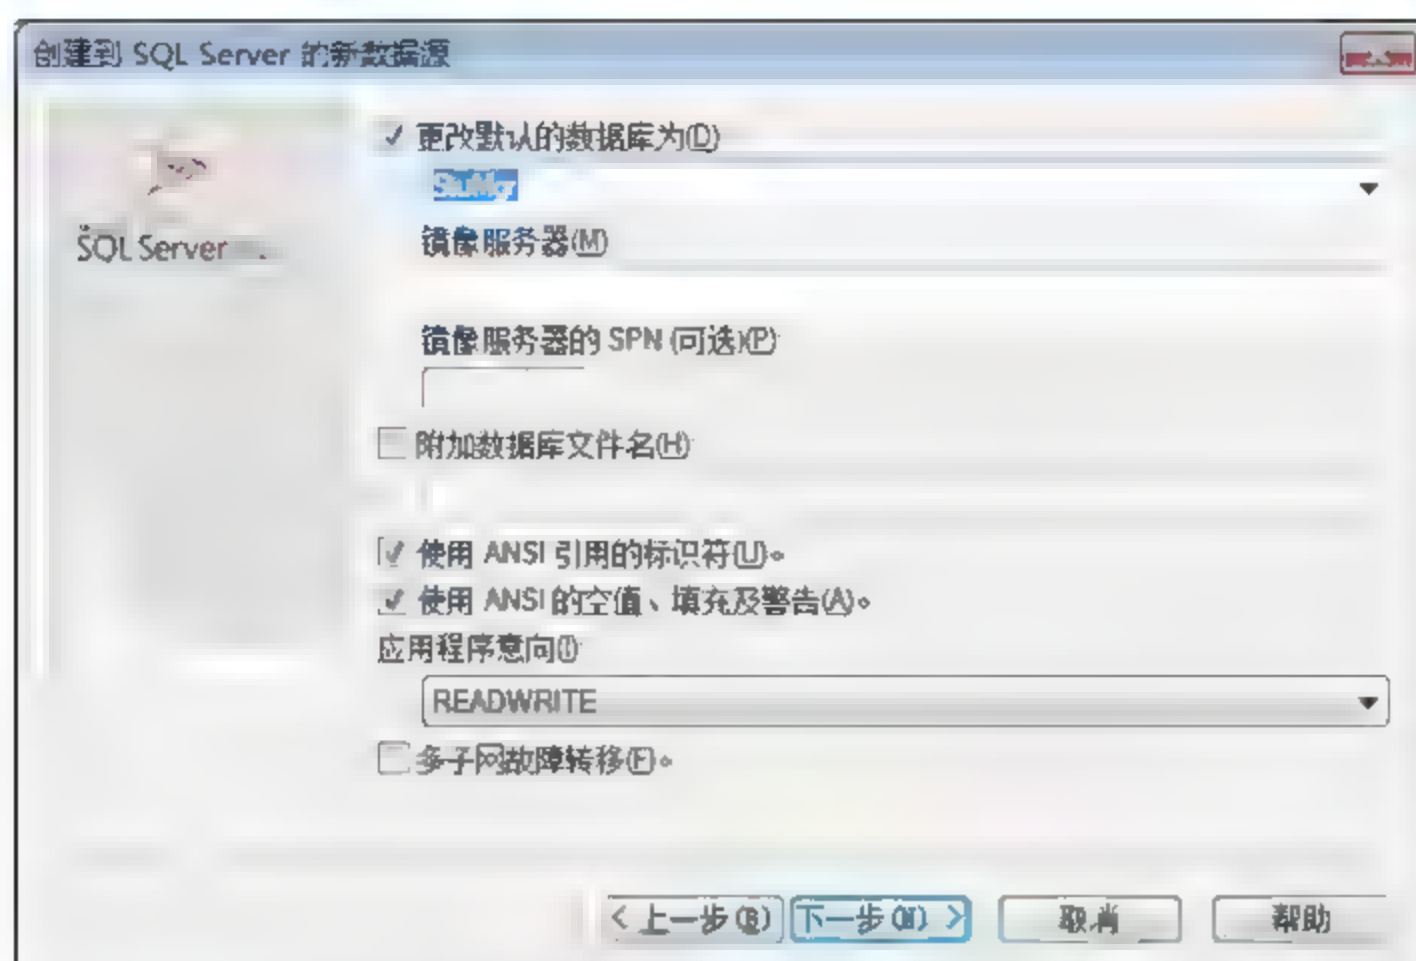 创建到 SQL Server 的新数据源
更改默认的数据库为(D)
StuMgr
SQL Server
镜像服务器(M)
镜像服务器的 SPN (可选)(P)
附加数据库文件名(H)
使用 ANSI 引用的标识符(U)。
使用 ANSI 的空值、填充及警告(A)。
应用程序意向(I)
READWRITE
多子网故障转移(F)。
< 上一步(B) 下一步(N) > 取消 帮助